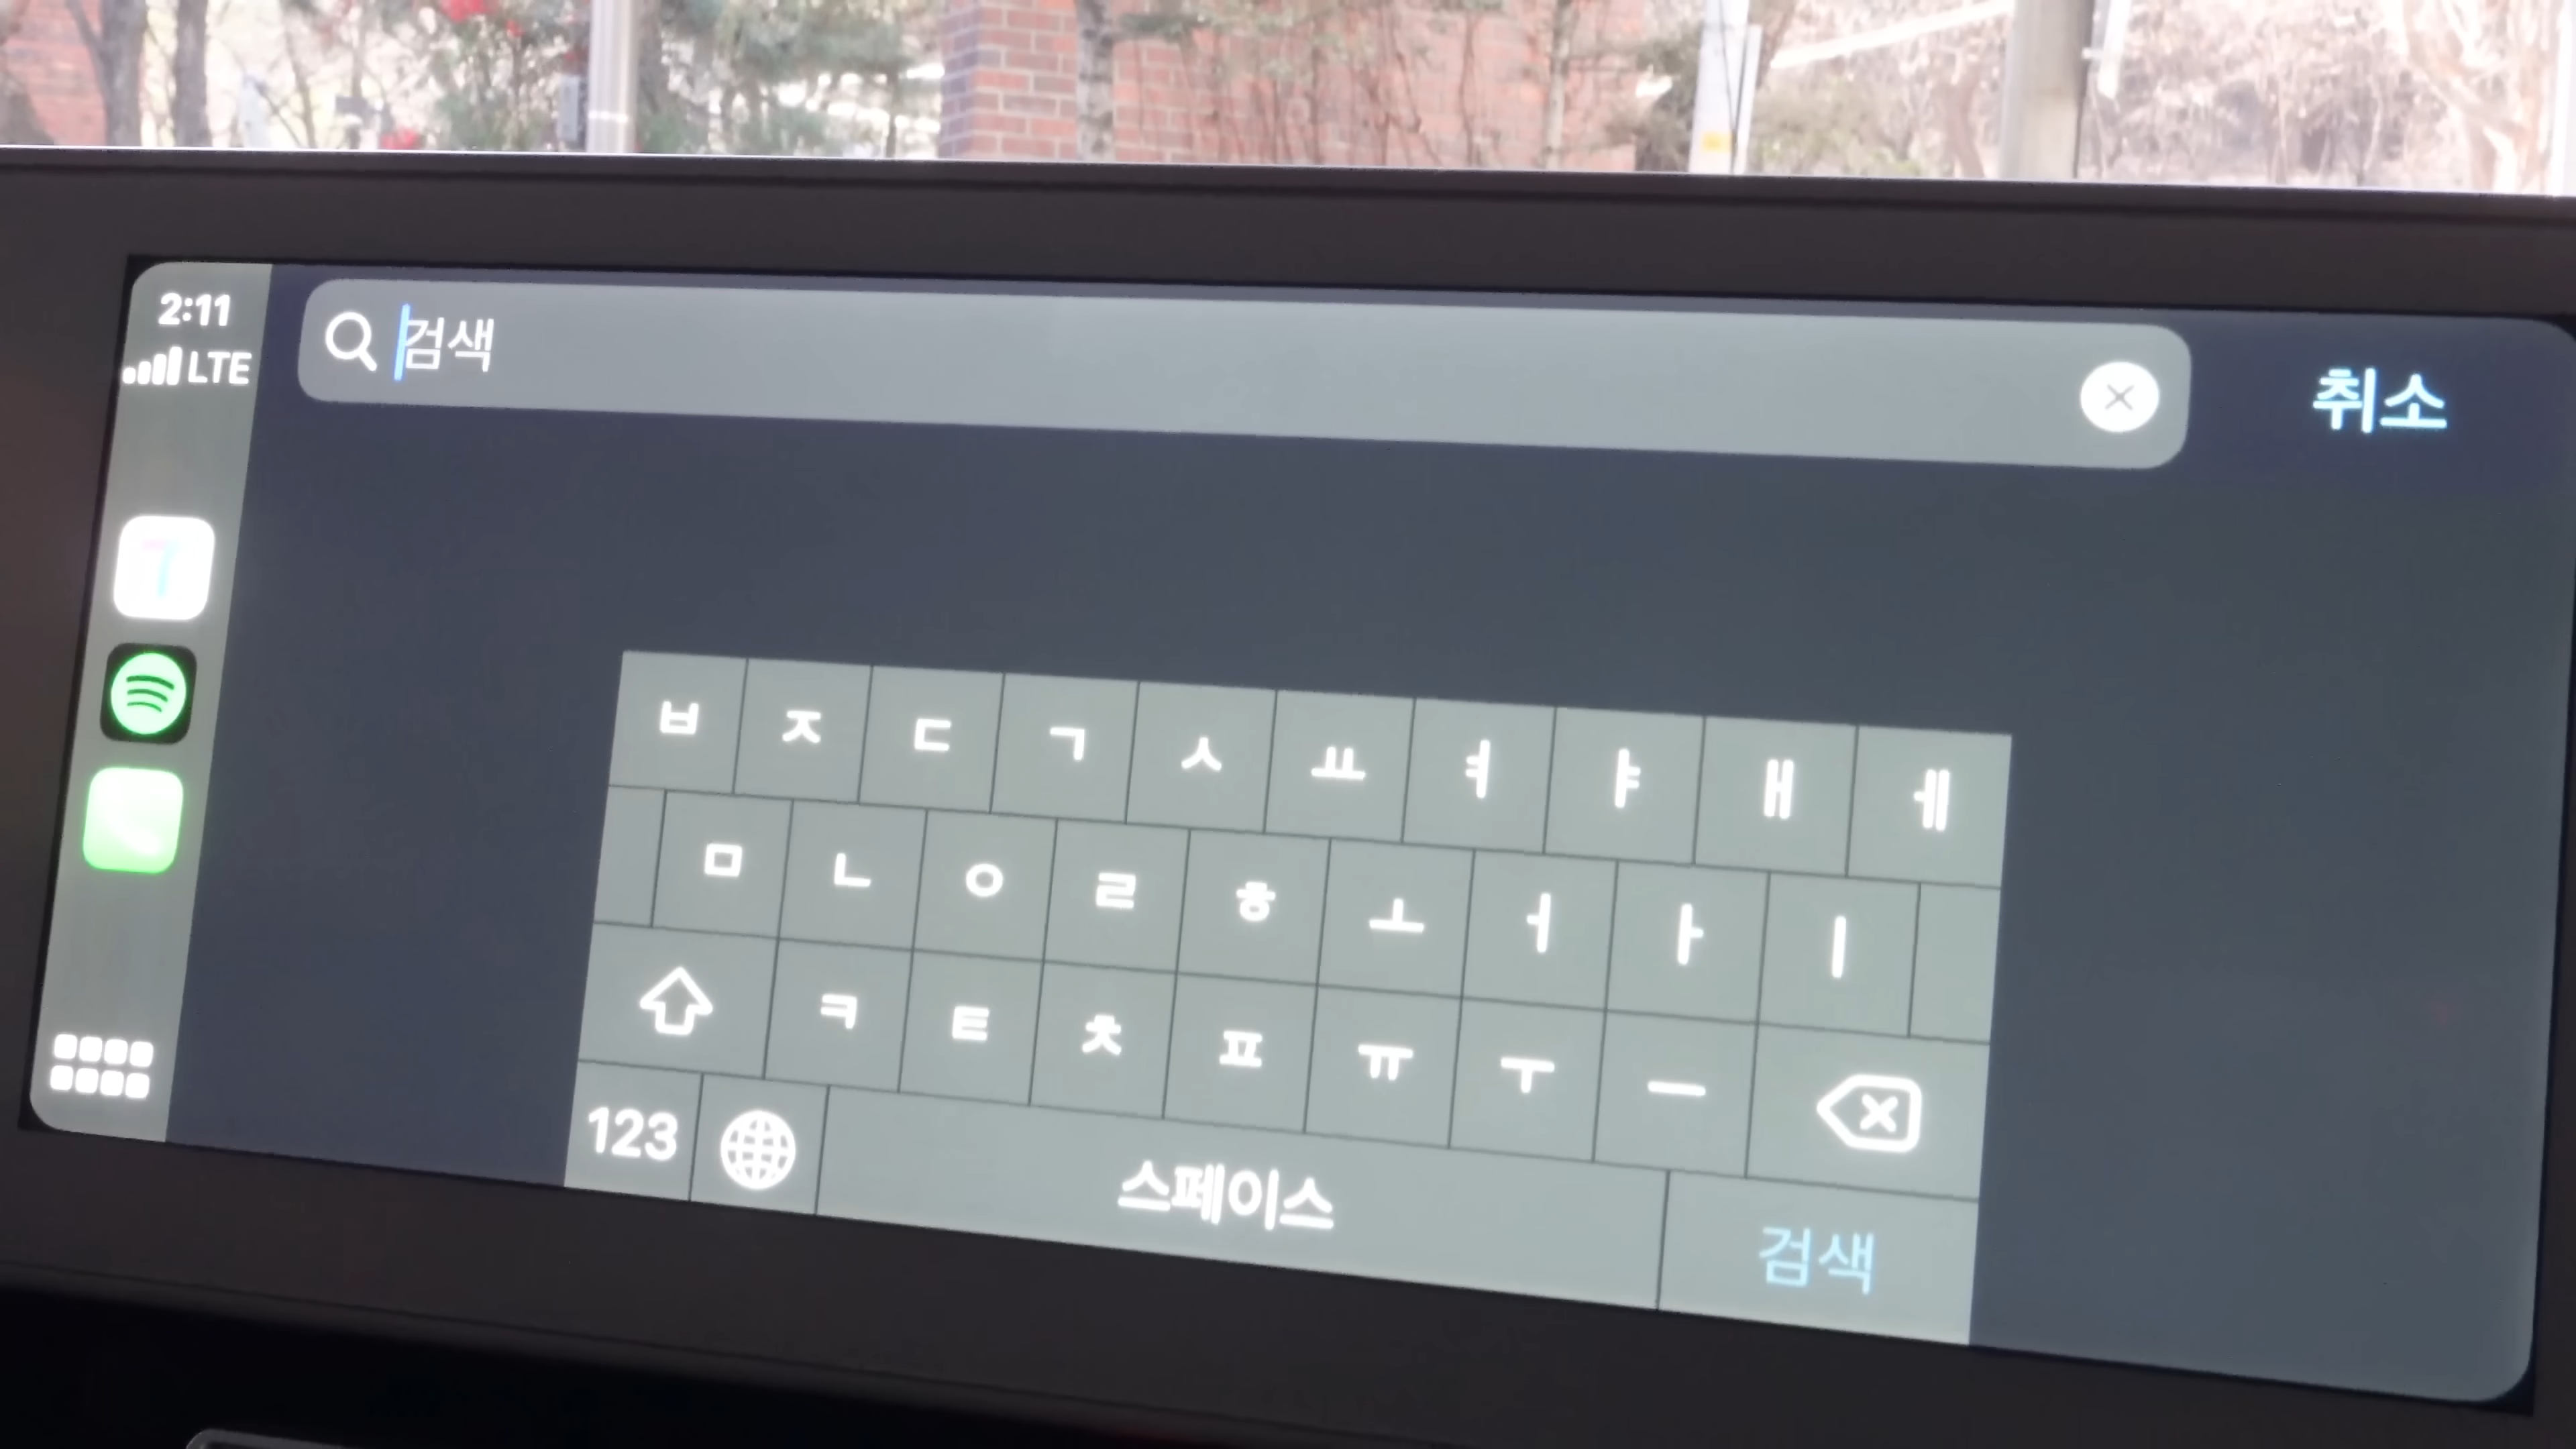 2:11
LTE
검색
취소
ㅂ ㅈ ㄷ ㄱ ㅅ ㅛ ㅕ ㅑ ㅐ ㅔ
ㅁ ㄴ ㅇ ㄹ ㅎ ㅗ ㅓ ㅏ ㅣ
ㅋ ㅌ ㅊ ㅍ ㅠ ㅜ ㅡ
123 스페이스 검색